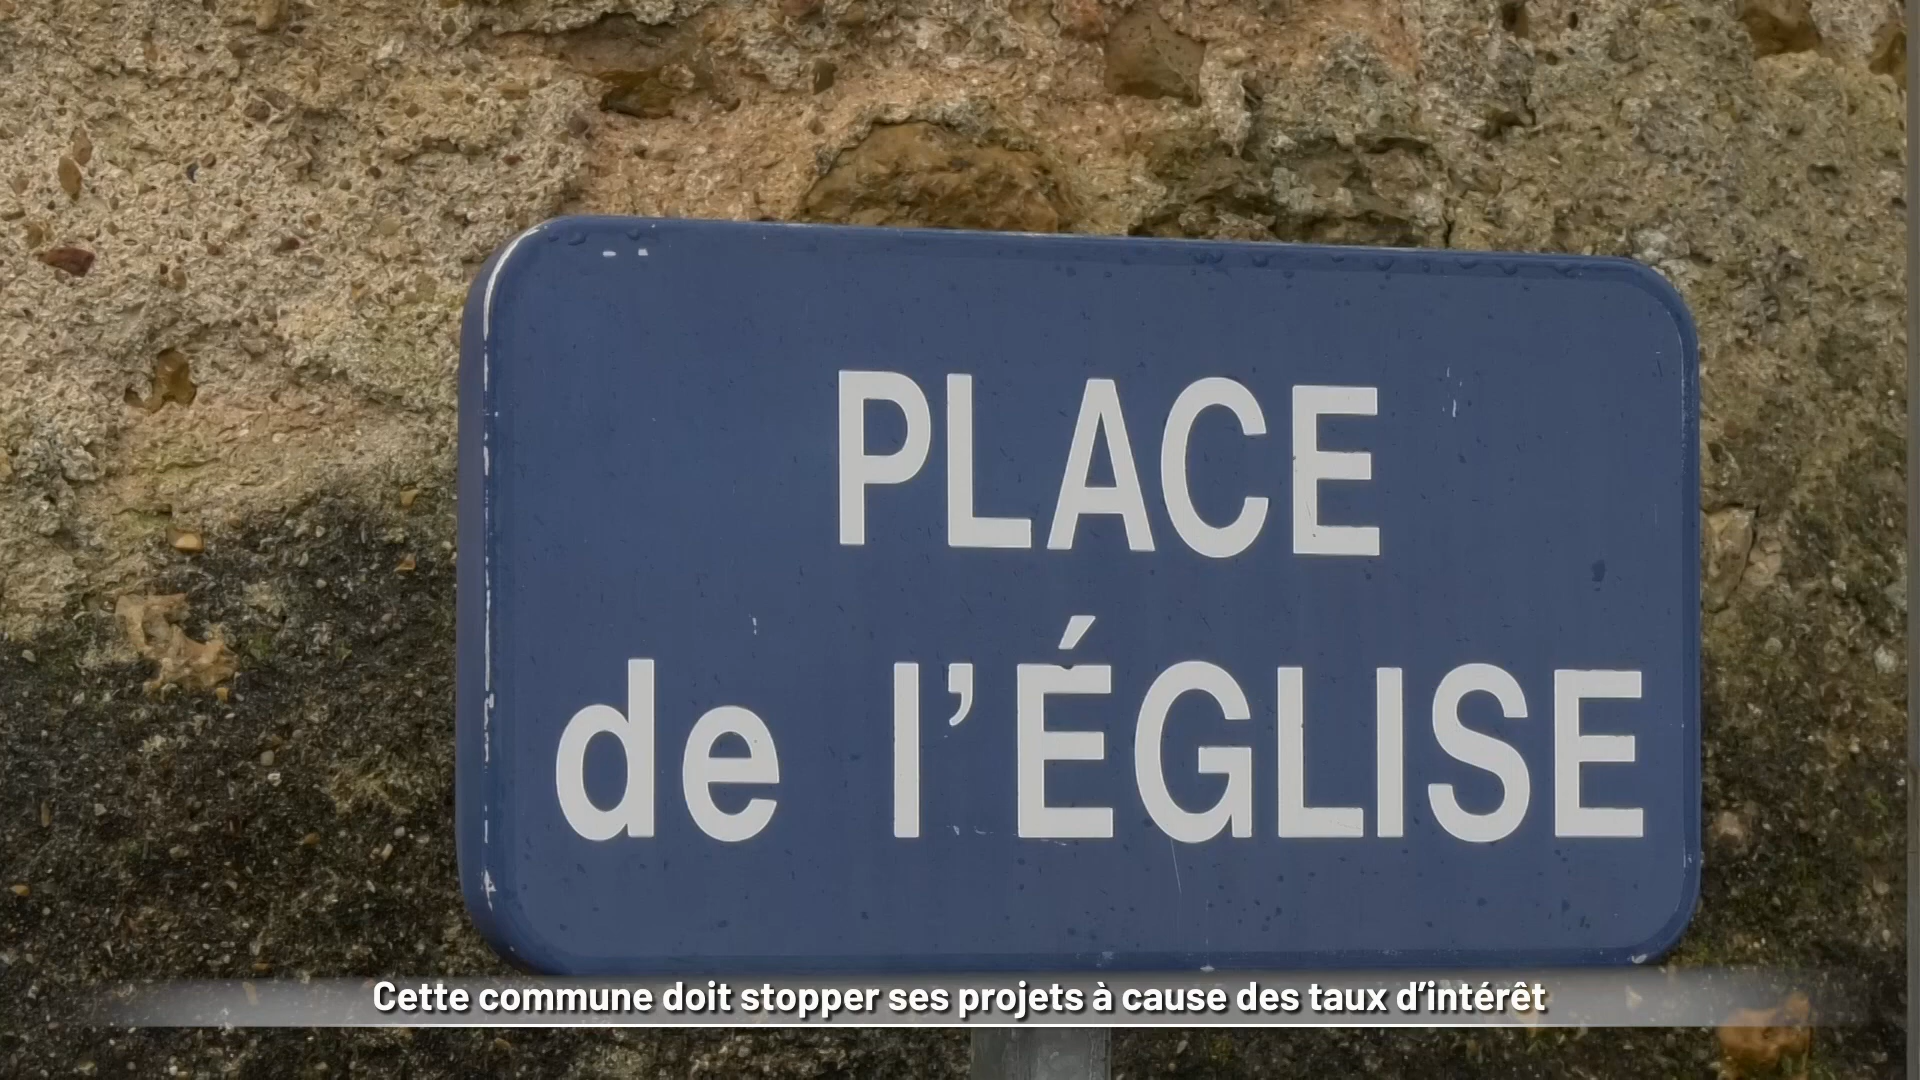 PLACE
de l'ÉGLISE
Cette commune doit stopper ses projets à cause des taux d'intérêt